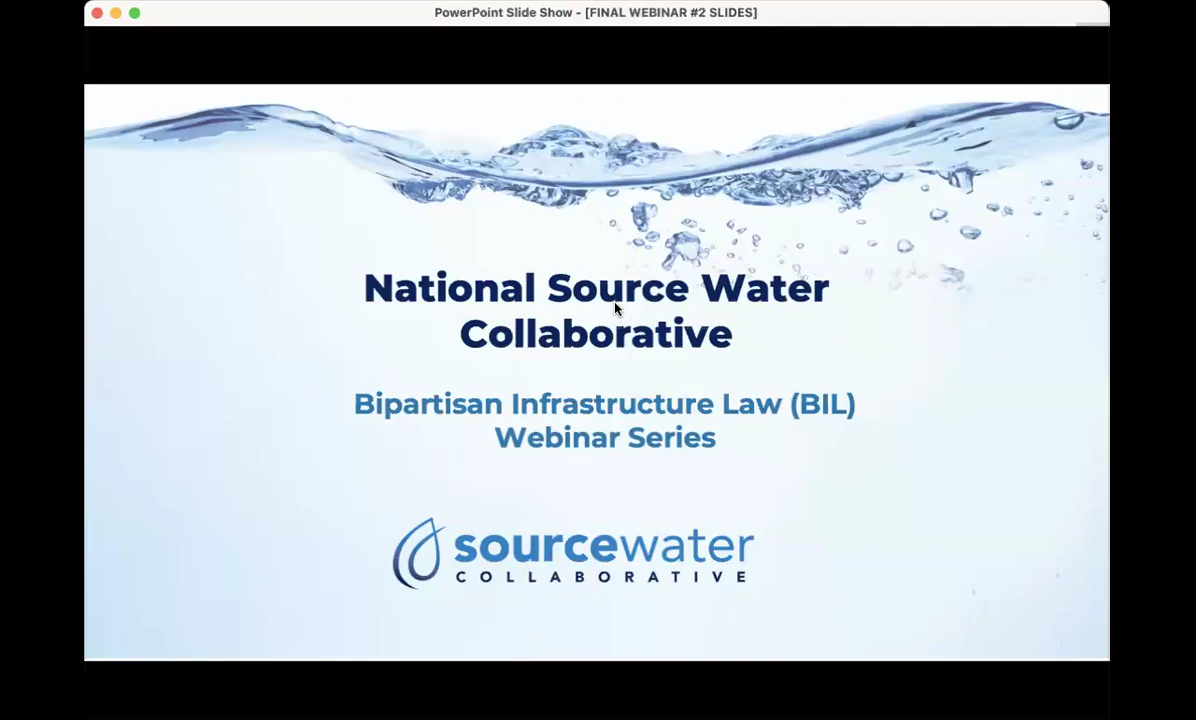 PowerPoint Slide Show - [FINAL WEBINAR #2 SLIDES]
National Source Water
Collaborative
Bipartisan Infrastructure Law (BIL)
Webinar Series
sourcewater
COLLABORATIVE